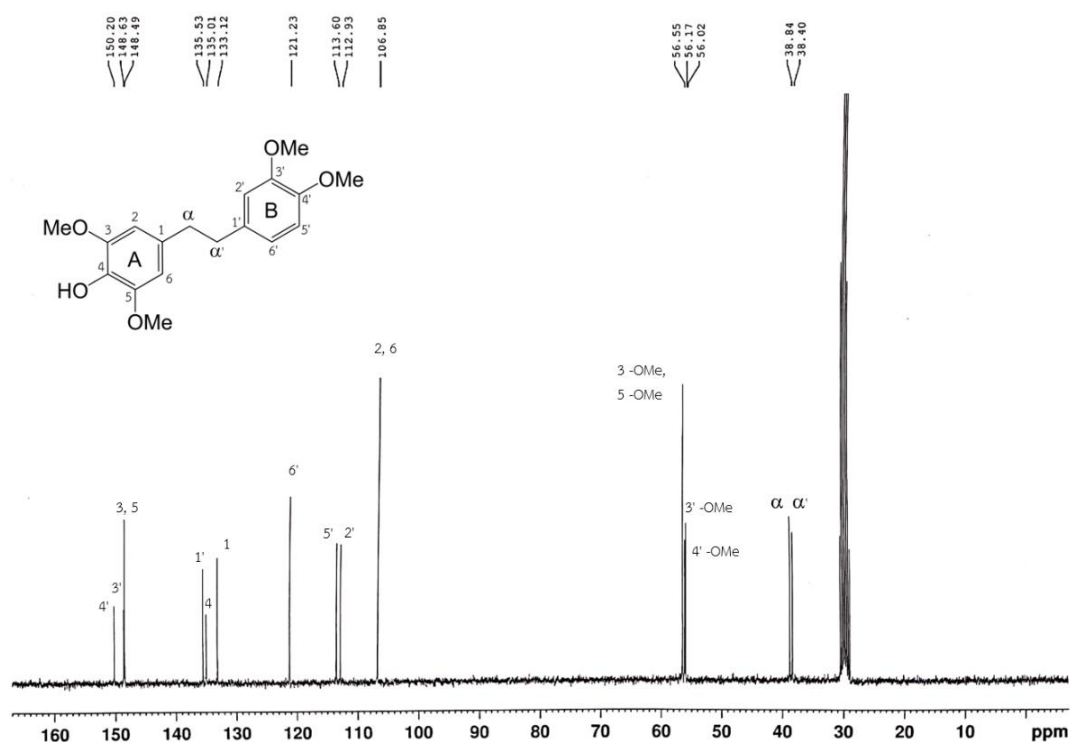 150.20
148.63
148.49
135.53
135.01
133.12
121.23
113.60
112.93
106.85
56.55
56.17
56.02
38.84
38.40
OMe
3'
2'
OMe
4'
B
1'
5'
6'
α
α'
MeO
3
2
1
A
4
6
5
HO
OMe
2, 6
3 -OMe,
5 -OMe
6'
α α'
3' -OMe
4' -OMe
3, 5
5' 2'
1' 1
3'
4'
4
160 150 140 130 120 110 100 90 80 70 60 50 40 30 20 10 ppm